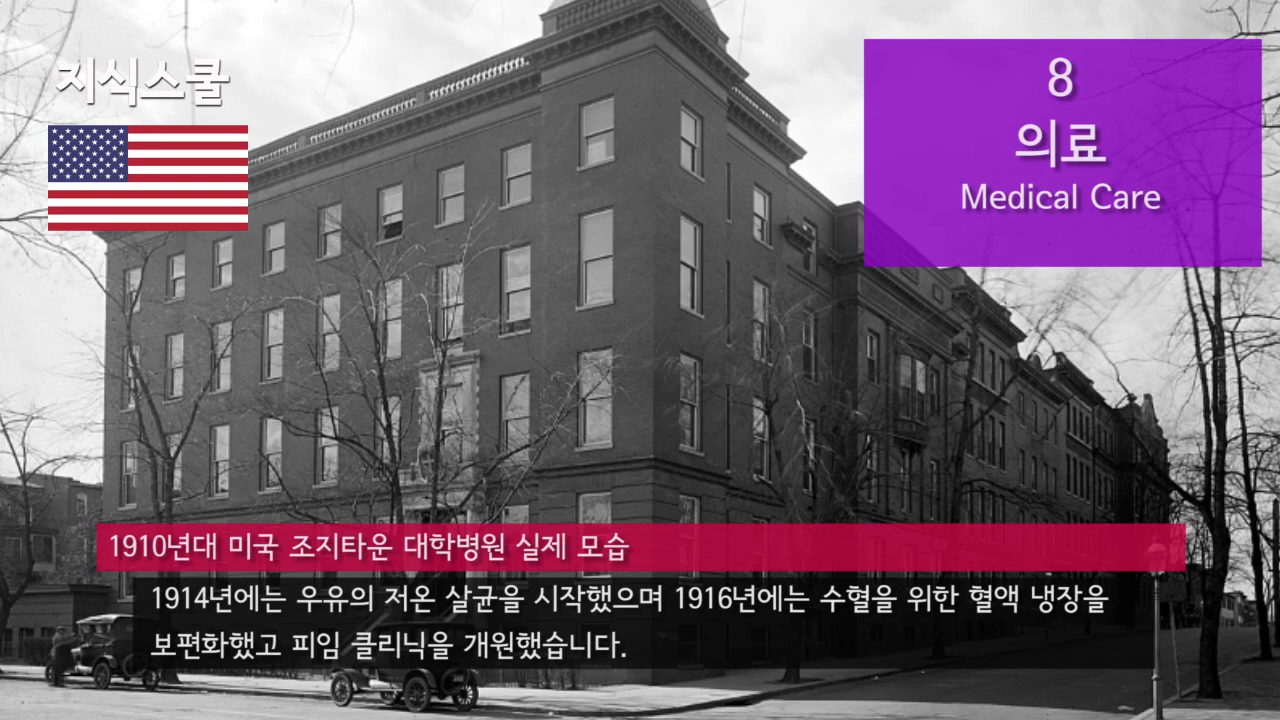 지식스쿨
8
의료
Medical Care
1910년대 미국 조지타운 대학병원 실제 모습
1914년에는 우유의 저온 살균을 시작했으며 1916년에는 수혈을 위한 혈액 냉장을
보편화했고 피임 클리닉을 개원했습니다.